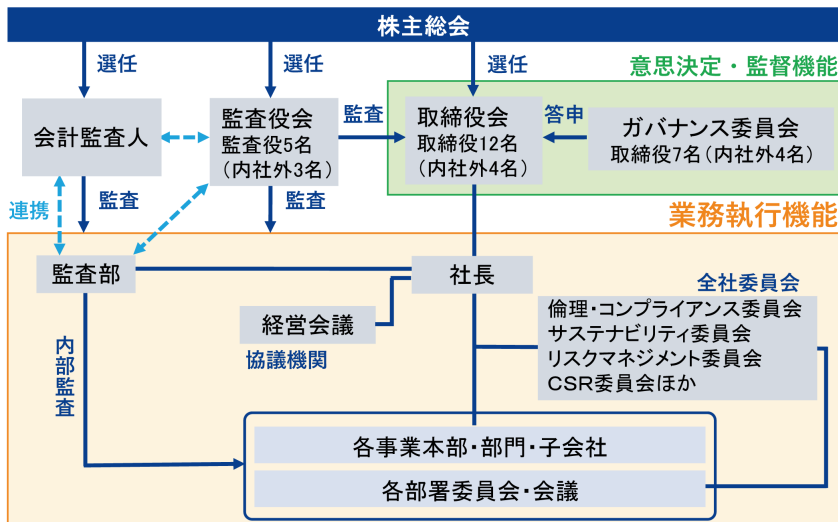 株主総会
選任
選任
選任
意思決定・監督機能
会計監査人
監査役会
監査役5名
(内社外3名)
監査
取締役会
取締役12名
(内社外4名)
答申
ガバナンス委員会
取締役7名(内社外4名)
連携
監査
監査
業務執行機能
監査部
社長
全社委員会
経営会議
協議機関
倫理・コンプライアンス委員会
サステナビリティ委員会
リスクマネジメント委員会
CSR委員会ほか
内部監査
各事業本部・部門・子会社
各部署委員会・会議